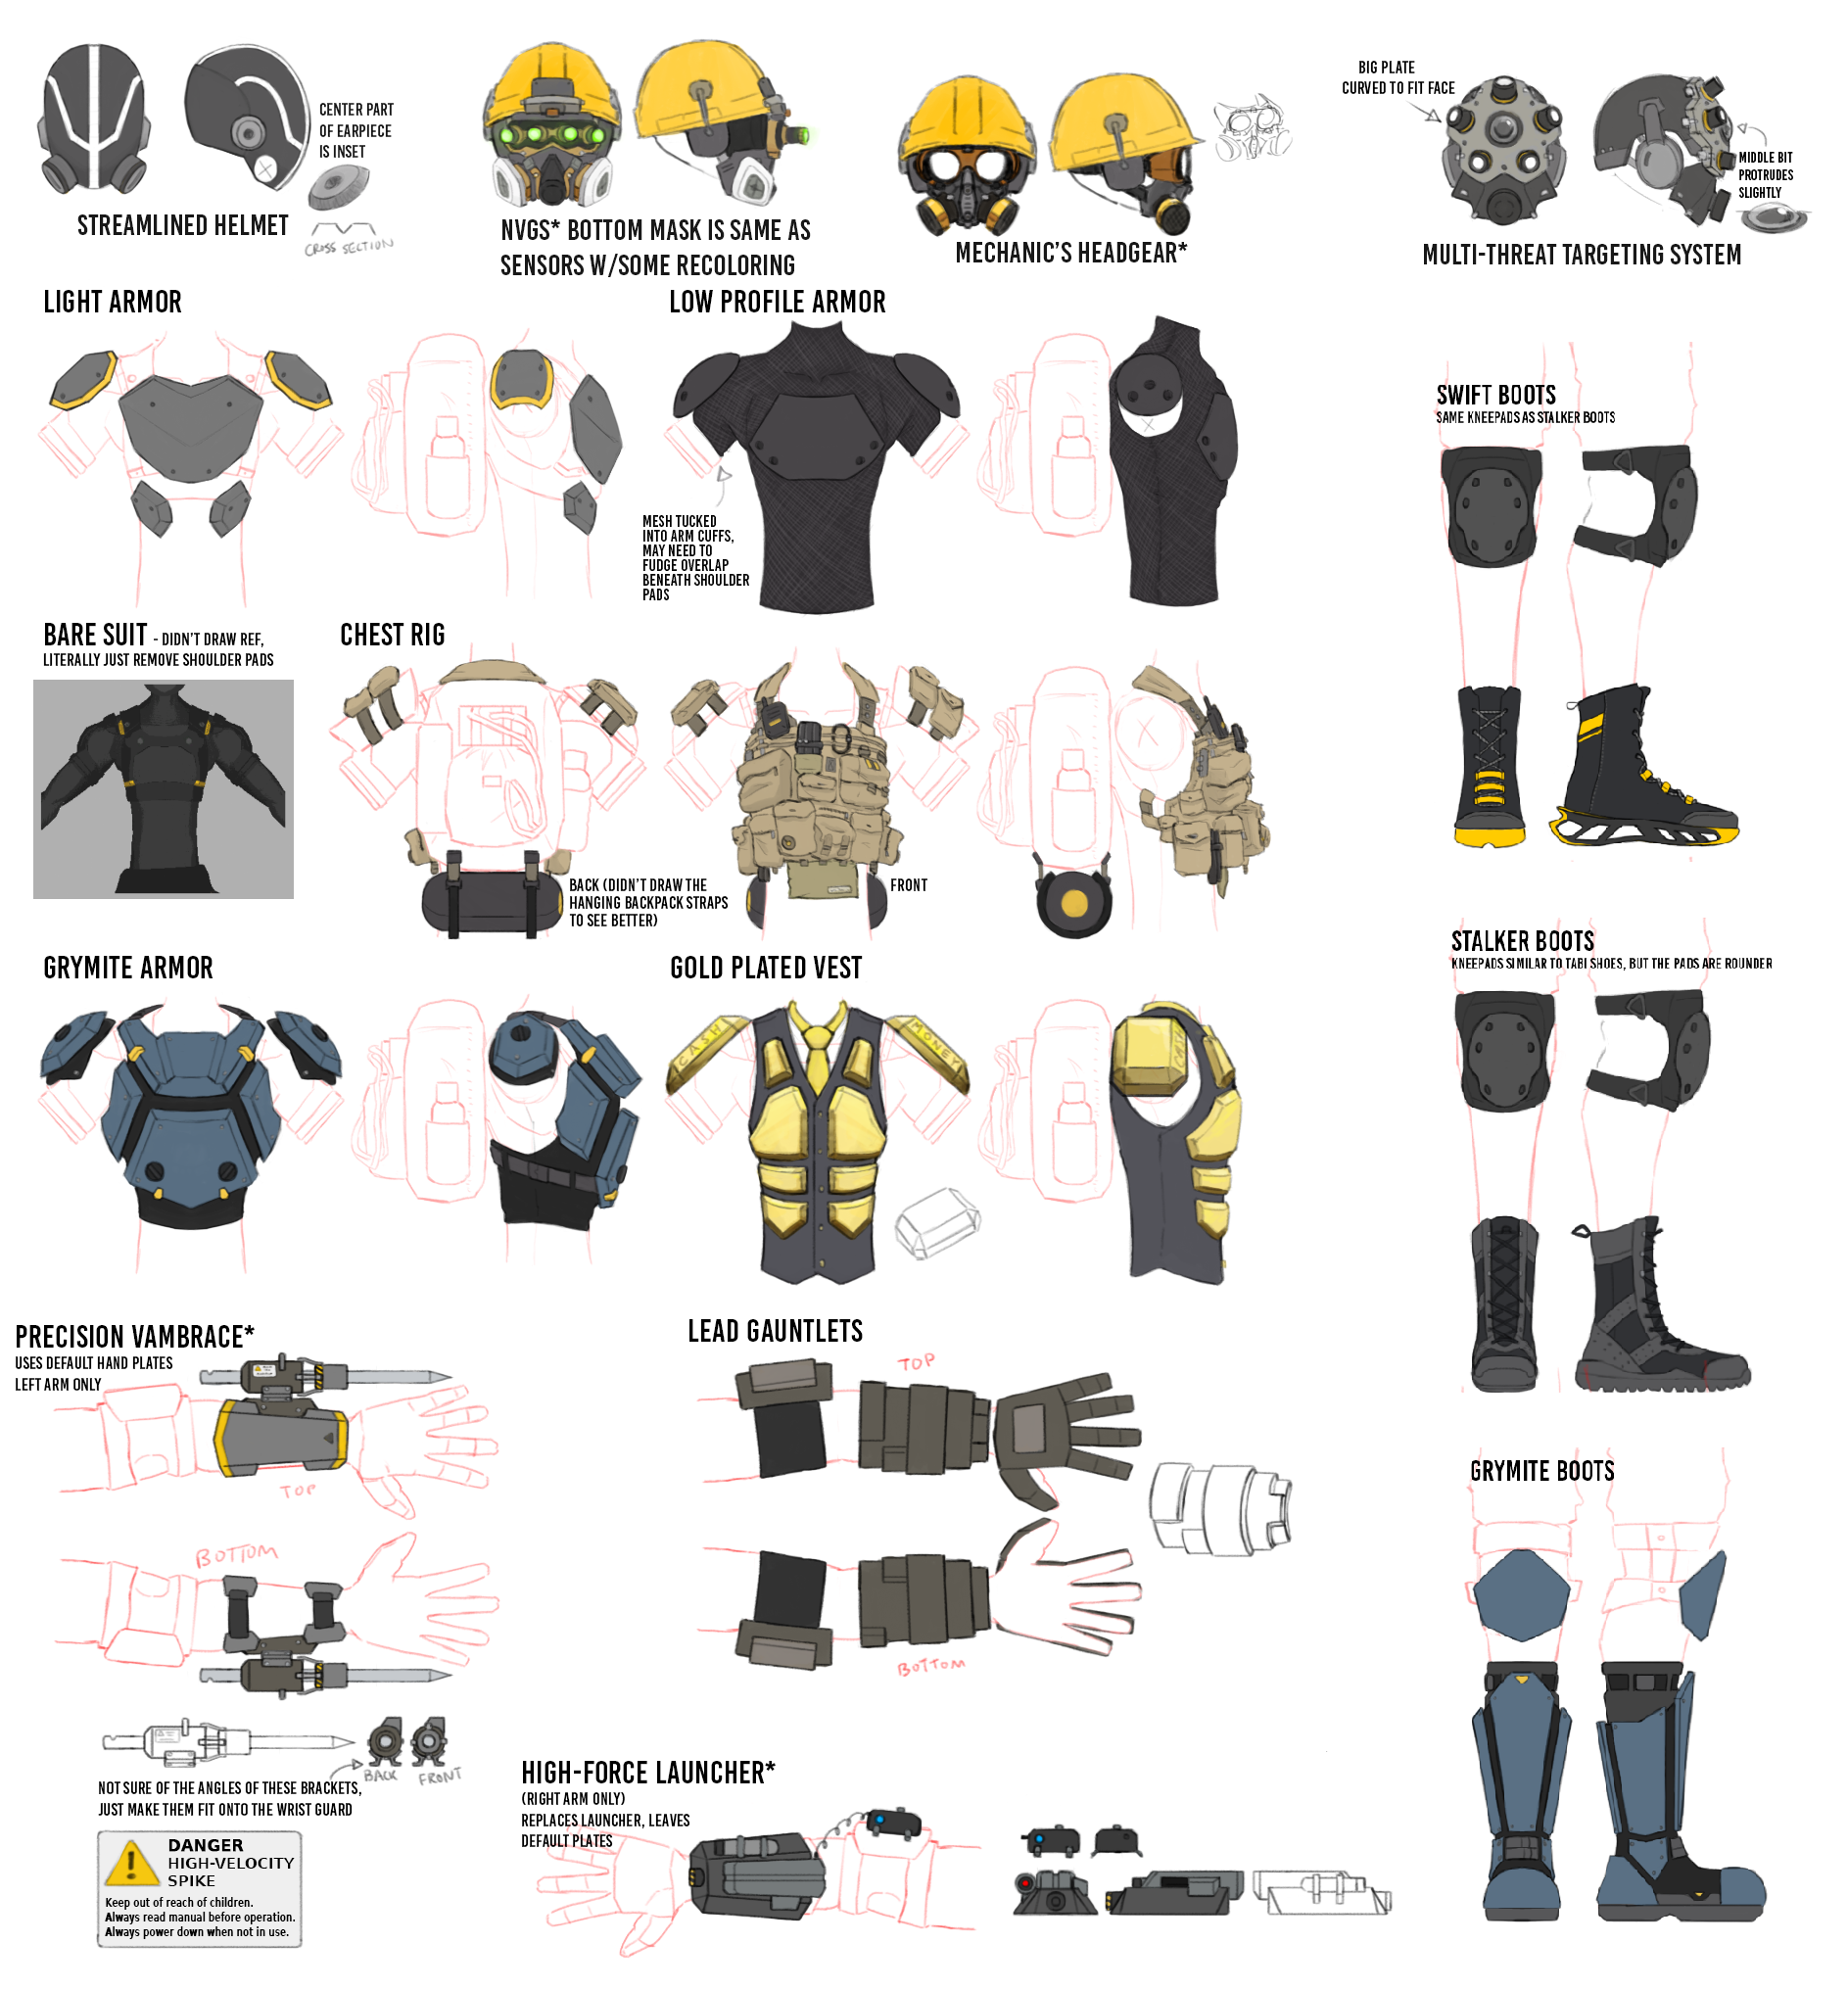 CENTER PART
OF EARPIECE
IS INSET
STREAMLINED HELMET
CROSS SECTION
NVGS* BOTTOM MASK IS SAME AS
SENSORS W/SOME RECOLORING
MECHANIC'S HEADGEAR*
BIG PLATE
CURVED TO FIT FACE
MIDDLE BIT
PROTRUDES
SLIGHTLY
MULTI-THREAT TARGETING SYSTEM
LIGHT ARMOR
LOW PROFILE ARMOR
MESH TUCKED
INTO ARM CUFFS,
MAY NEED TO
FUDGE OVERLAP
BENEATH SHOULDER
PADS
SWIFT BOOTS
SAME KNEEPADS AS STALKER BOOTS
BARE SUIT - DIDN'T DRAW REF,
LITERALLY JUST REMOVE SHOULDER PADS
CHEST RIG
BACK (DIDN'T DRAW THE
HANGING BACKPACK STRAPS
TO SEE BETTER)
FRONT
STALKER BOOTS
KNEEPADS SIMILAR TO TABI SHOES, BUT THE PADS ARE ROUNDER
GRYMITE ARMOR
GOLD PLATED VEST
CASH
MONEY
PRECISION VAMBRACE*
USES DEFAULT HAND PLATES
LEFT ARM ONLY
TOP
BOTTOM
BACK
FRONT
NOT SURE OF THE ANGLES OF THESE BRACKETS,
JUST MAKE THEM FIT ONTO THE WRIST GUARD
DANGER
HIGH-VELOCITY
SPIKE
Keep out of reach of children.
Always read manual before operation.
Always power down when not in use.
LEAD GAUNTLETS
TOP
BOTTOM
HIGH-FORCE LAUNCHER*
(RIGHT ARM ONLY)
REPLACES LAUNCHER, LEAVES
DEFAULT PLATES
GRYMITE BOOTS